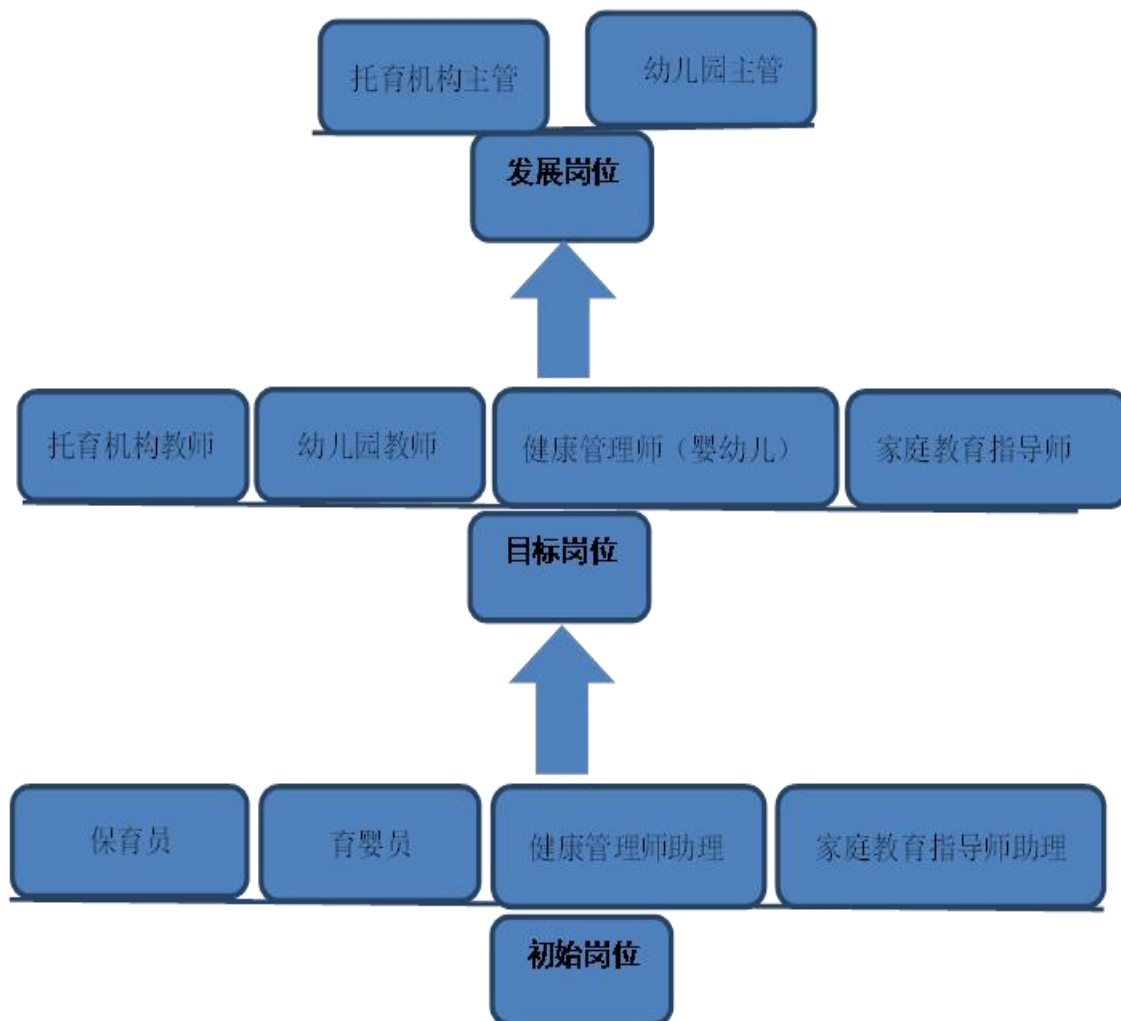 托育机构主管
幼儿园主管
发展岗位
托育机构教师
幼儿园教师
健康管理师（婴幼儿）
家庭教育指导师
目标岗位
保育员
育婴员
健康管理师助理
家庭教育指导师助理
初始岗位